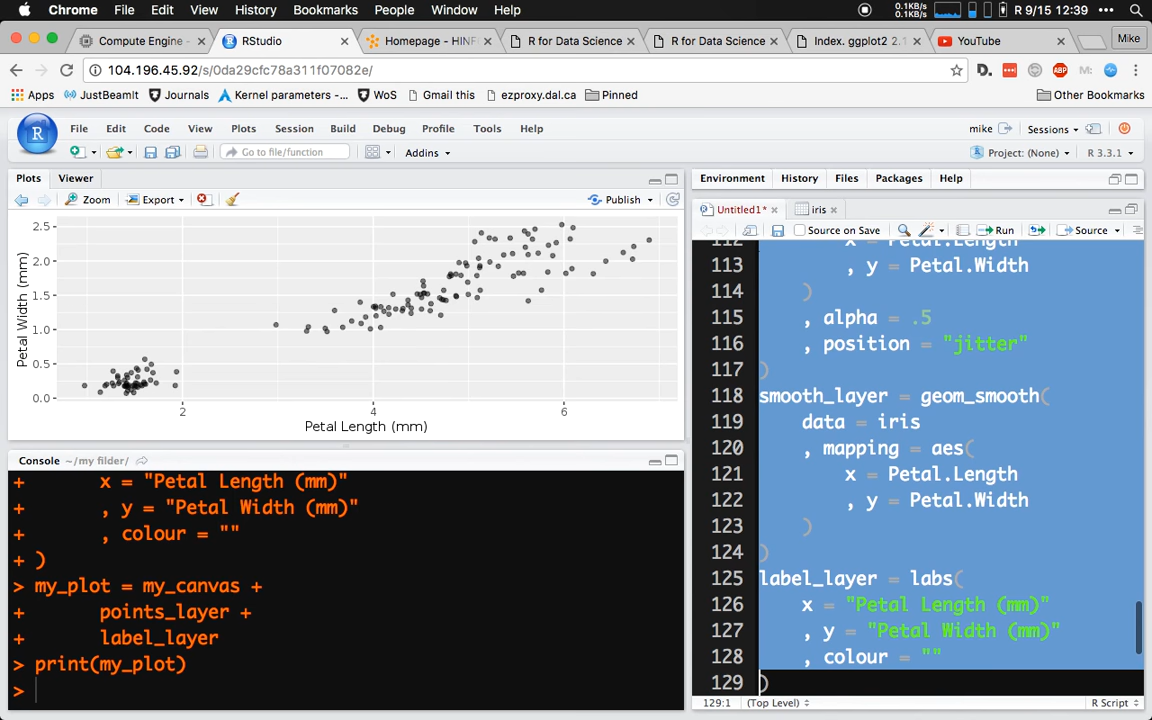 Chrome File Edit View History Bookmarks People Window Help 0.1KB/s 0.1KB/s R 9/15 12:39
Compute Engine - RStudio Homepage - HINF R for Data Science R for Data Science Index. ggplot2 2.1 YouTube Mike
104.196.45.92/s/0da29cfc78a311f07082e/ D. ABP M:
Apps JustBeamIt Journals Kernel parameters -... WoS Gmail this ezproxy.dal.ca Pinned Other Bookmarks
R File Edit Code View Plots Session Build Debug Profile Tools Help mike Sessions
Go to file/function Addins Project: (None) R 3.3.1
Plots Viewer
Zoom Export Publish
2.5
2.0
1.5
1.0
0.5
0.0
Petal Width (mm)
2 4 6
Petal Length (mm)
Console ~/my filder/
+ x = "Petal Length (mm)"
+ , y = "Petal Width (mm)"
+ , colour = ""
+ )
> my_plot = my_canvas +
+ points_layer +
+ label_layer
> print(my_plot)
>
Environment History Files Packages Help
Untitled1* iris
Source on Save Run Source
112 x = Petal.Length
113 , y = Petal.Width
114 )
115 , alpha = .5
116 , position = "jitter"
117 )
118 smooth_layer = geom_smooth(
119 data = iris
120 , mapping = aes(
121 x = Petal.Length
122 , y = Petal.Width
123 )
124 )
125 label_layer = labs(
126 x = "Petal Length (mm)"
127 , y = "Petal Width (mm)"
128 , colour = ""
129 )
129:1 (Top Level) R Script